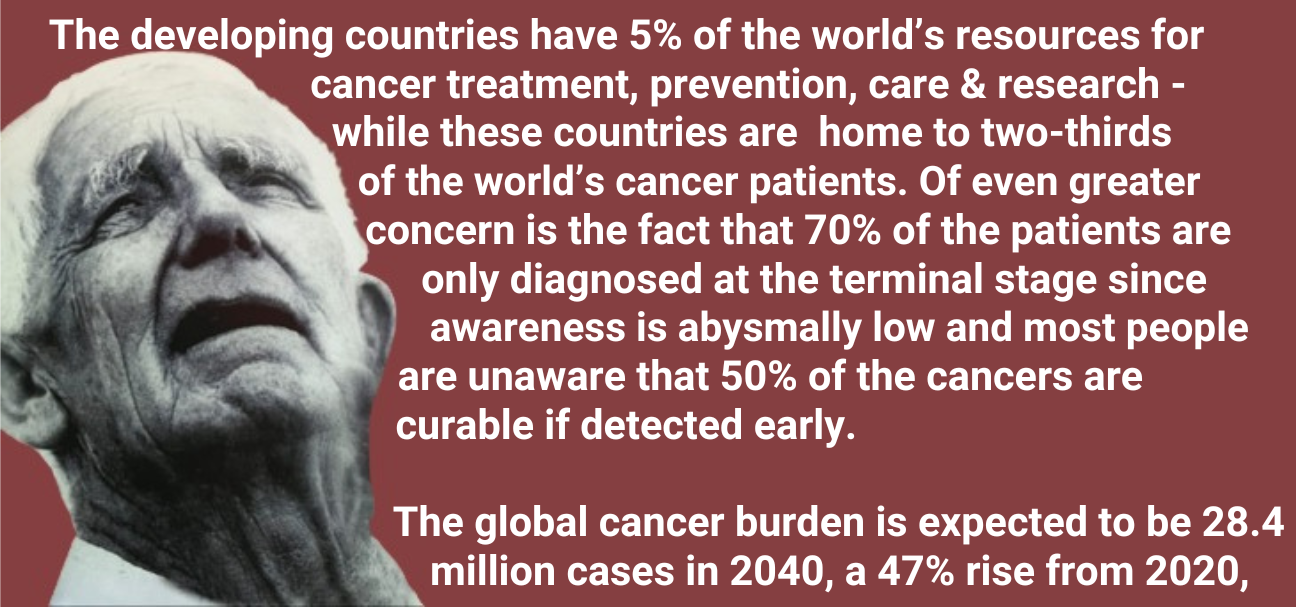 The developing countries have 5% of the world’s resources for
cancer treatment, prevention, care & research -
while these countries are  home to two-thirds
of the world’s cancer patients. Of even greater
concern is the fact that 70% of the patients are
only diagnosed at the terminal stage since
awareness is abysmally low and most people
are unaware that 50% of the cancers are
curable if detected early.
The global cancer burden is expected to be 28.4
million cases in 2040, a 47% rise from 2020,